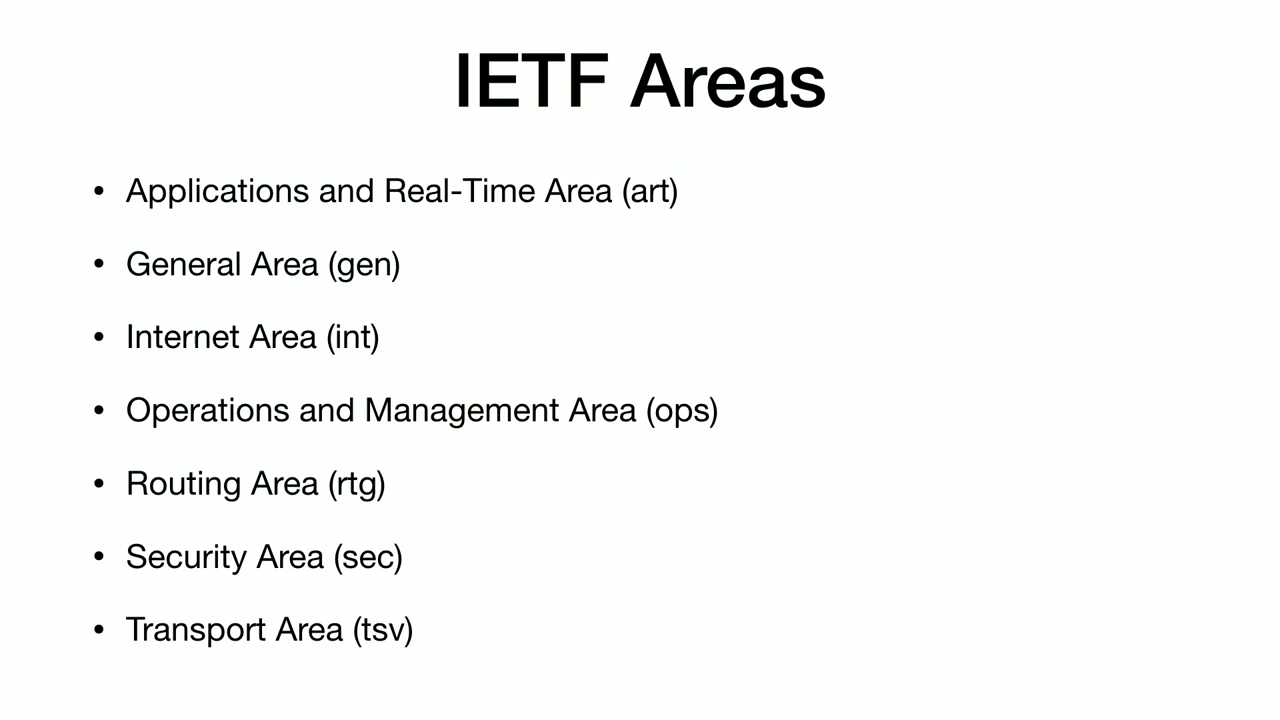 IETF Areas
• Applications and Real-Time Area (art)
• General Area (gen)
• Internet Area (int)
• Operations and Management Area (ops)
• Routing Area (rtg)
• Security Area (sec)
• Transport Area (tsv)